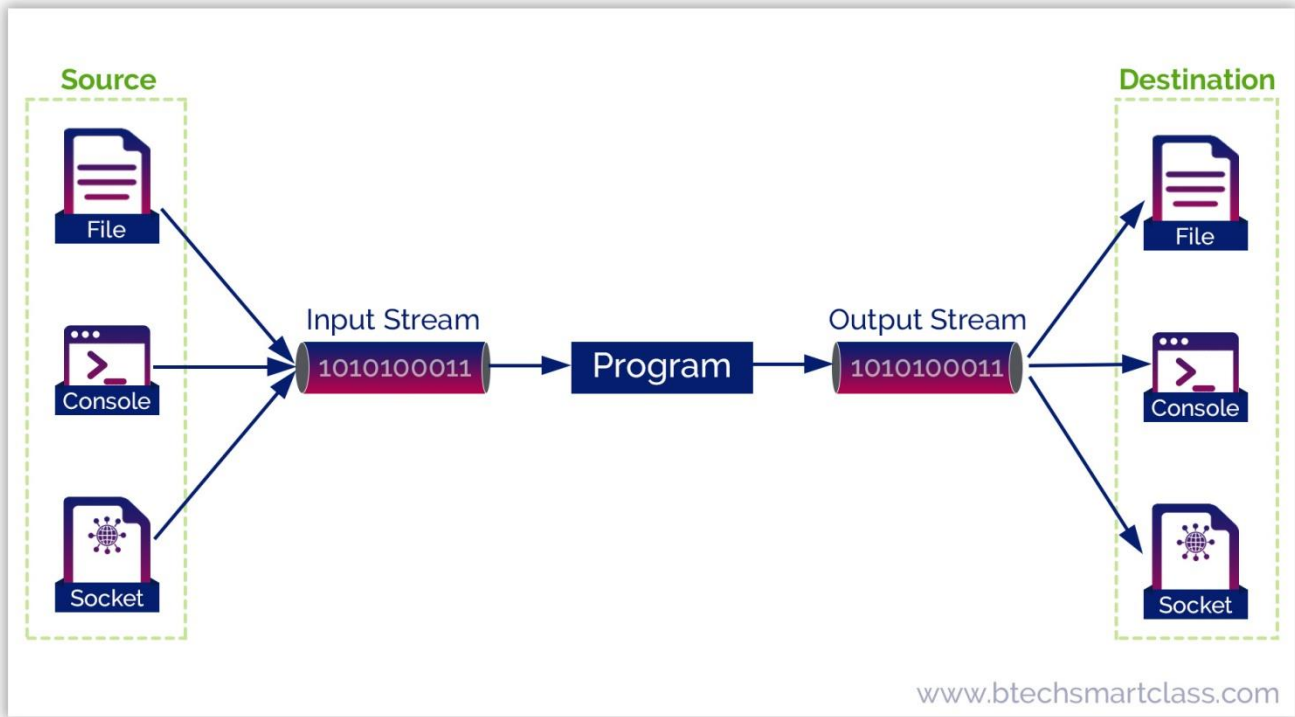 Source
File
Console
Socket
Input Stream
1010100011
Program
Output Stream
1010100011
Destination
File
Console
Socket
www.btechsmartclass.com